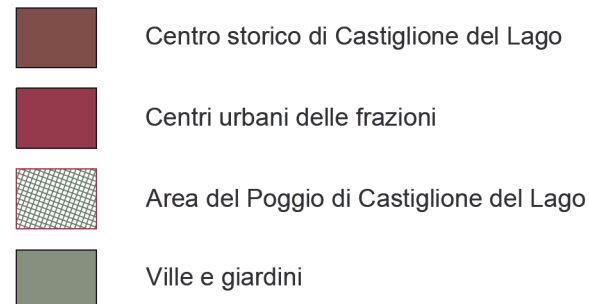 Centro storico di Castiglione del Lago
Centri urbani delle frazioni
Area del Poggio di Castiglione del Lago
Ville e giardini